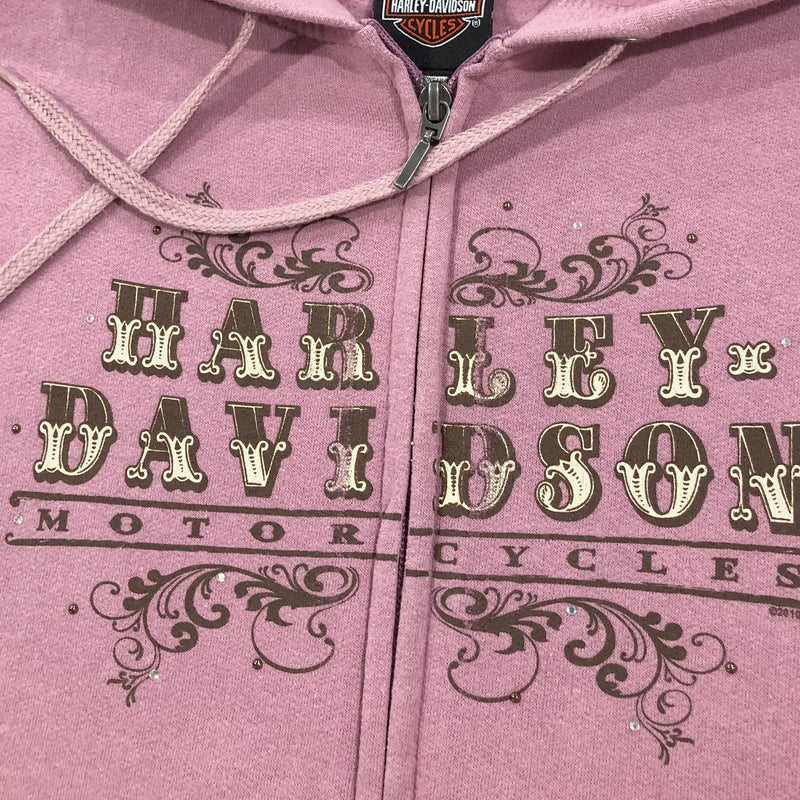 HARLEY-DAVIDSON
CYCLES ®
HARLEY-
DAVIDSON
MOTOR CYCLES